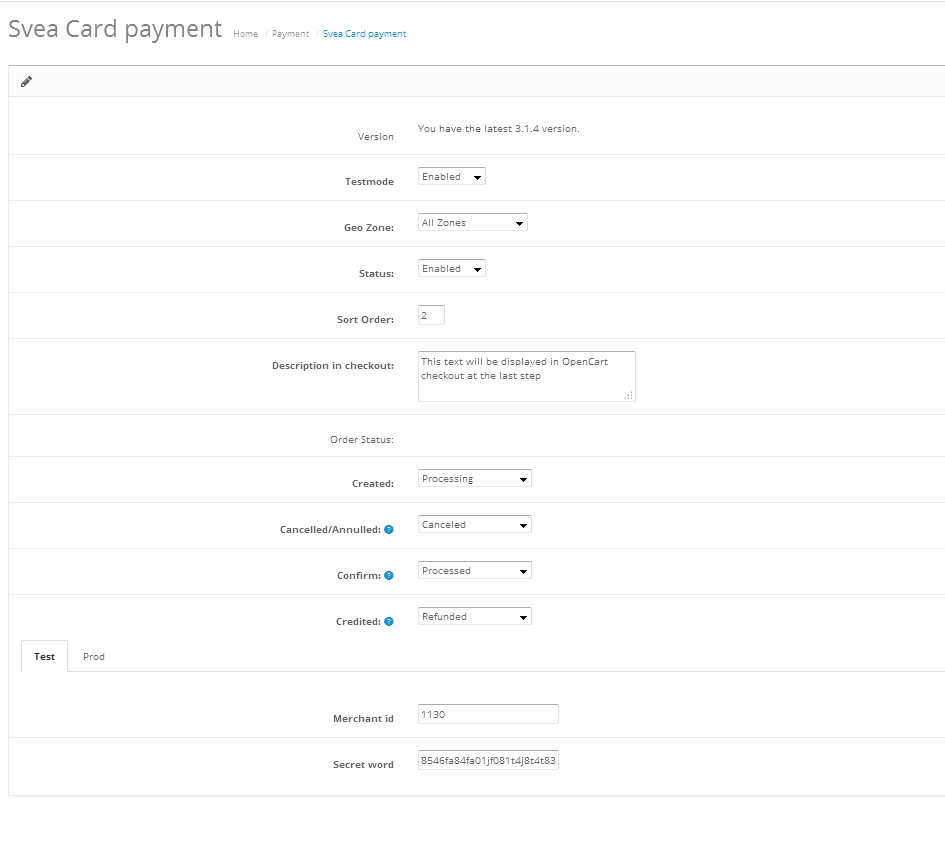 Svea Card payment Home / Payment / Svea Card payment
Version You have the latest 3.1.4 version.
Testmode Enabled
Geo Zone: All Zones
Status: Enabled
Sort Order: 2
Description in checkout: This text will be displayed in OpenCart
checkout at the last step
Order Status:
Created: Processing
Cancelled/Annulled: ? Canceled
Confirm: ? Processed
Credited: ? Refunded
Test Prod
Merchant id 1130
Secret word 8546fa84fa01jf081t4j8t4t83